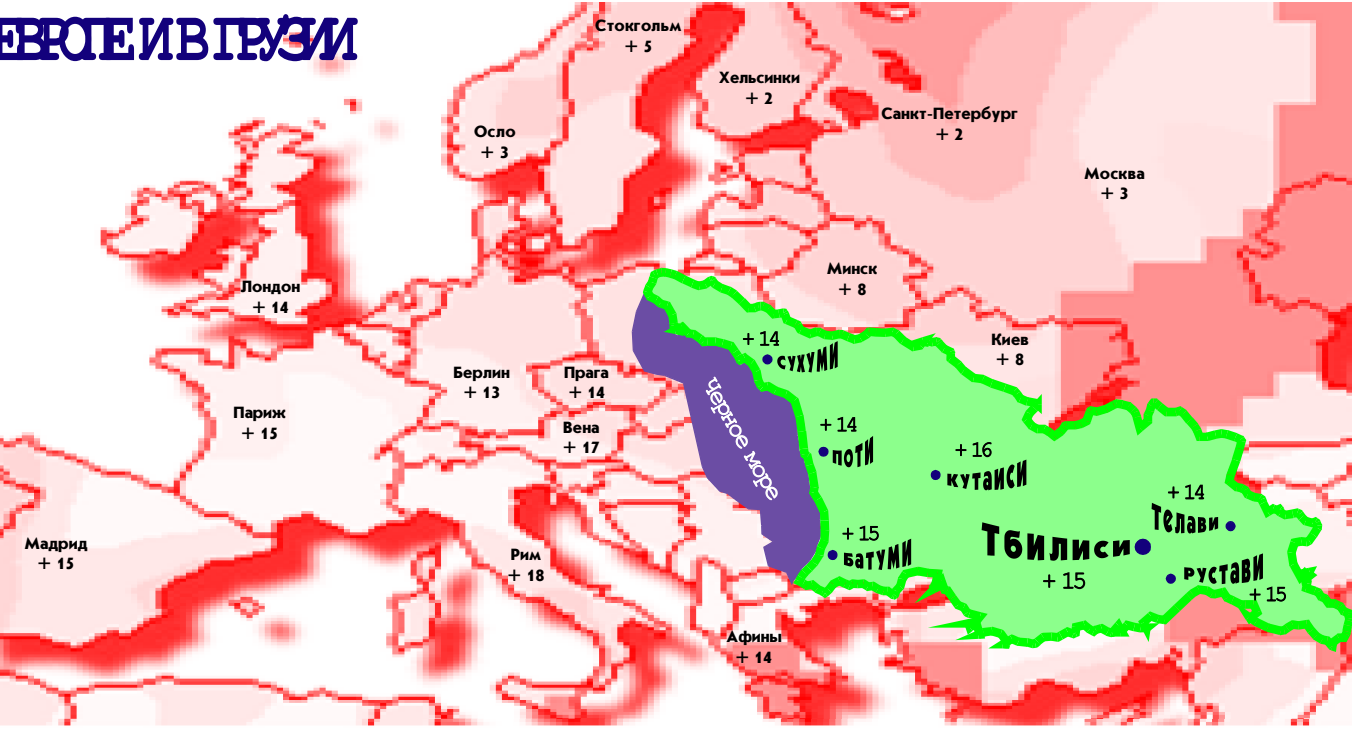 ЕВРОПЕ И В ГРУЗИИ
Стокгольм
+ 5
Хельсинки
+ 2
Санкт-Петербург
+ 2
Осло
+ 3
Москва
+ 3
Минск
+ 8
Лондон
+ 14
Киев
+ 8
+ 14
СУХУМИ
Берлин
+ 13
Прага
+ 14
Париж
+ 15
Вена
+ 17
Черное море
+ 14
ПОТИ
+ 16
КУТАИСИ
+ 14
Телави
Мадрид
+ 15
Рим
+ 18
+ 15
БАТУМИ
Тбилиси
+ 15
РУСТАВИ
+ 15
Афины
+ 14